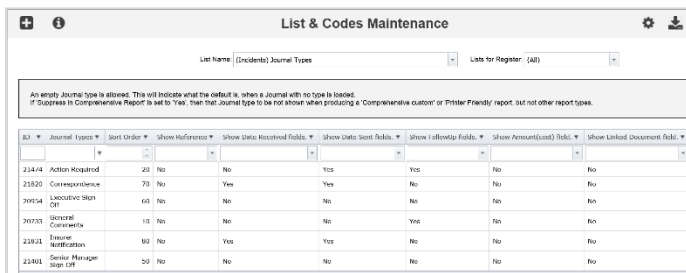 List & Codes Maintenance
List Name: (Incidents) Journal Types Lists for Register: (All)
An empty Journal type is allowed. This will indicate what the default is, when a Journal with no type is loaded.
If 'Suppress in Comprehensive Report' is set to 'Yes', then that Journal type to be not shown when producing a 'Comprehensive custom' or 'Printer Friendly' report, but not other report types.
ID Journal Types Sort Order Show Reference Show Date Received fields. Show Date Sent fields. Show FollowUp fields. Show Amount(cost) field. Show Linked Document field.
21474 Action Required 20 No No Yes Yes No No
21820 Correspondence 70 No Yes Yes No No No
20954 Executive Sign Off 60 No No No No No No
20733 General Comments 10 No No No Yes No No
21831 Insurer Notification 80 No Yes Yes No No No
21401 Senior Manager Sign Off 50 No No No No No No